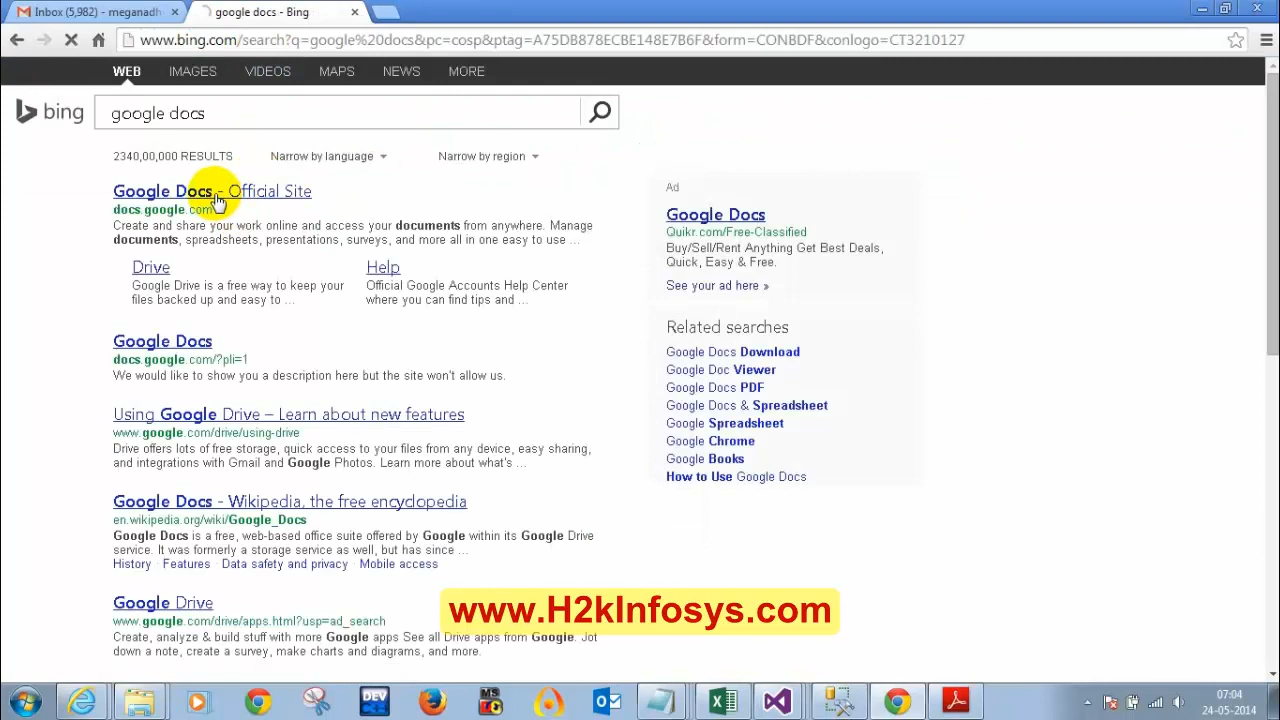 Inbox (5,982) - meganadh
google docs - Bing
www.bing.com/search?q=google%20docs&pc=cosp&ptag=A75DB878ECBE148E7B6F&form=CONBDF&conlogo=CT3210127
WEB IMAGES VIDEOS MAPS NEWS MORE
bing
google docs
2340,00,000 RESULTS Narrow by language Narrow by region
Google Docs - Official Site
docs.google.com
Create and share your work online and access your documents from anywhere. Manage
documents, spreadsheets, presentations, surveys, and more all in one easy to use ...
Drive
Google Drive is a free way to keep your
files backed up and easy to ...
Help
Official Google Accounts Help Center
where you can find tips and ...
Google Docs
docs.google.com/?pli=1
We would like to show you a description here but the site won't allow us.
Using Google Drive – Learn about new features
www.google.com/drive/using-drive
Drive offers lots of free storage, quick access to your files from any device, easy sharing,
and integrations with Gmail and Google Photos. Learn more about what's ...
Google Docs - Wikipedia, the free encyclopedia
en.wikipedia.org/wiki/Google_Docs
Google Docs is a free, web-based office suite offered by Google within its Google Drive
service. It was formerly a storage service as well, but has since ...
History · Features · Data safety and privacy · Mobile access
Google Drive
www.google.com/drive/apps.html?usp=ad_search
Create, analyze & build stuff with more Google apps See all Drive apps from Google. Jot
down a note, create a survey, make charts and diagrams, and more.
Ad
Google Docs
Quikr.com/Free-Classified
Buy/Sell/Rent Anything Get Best Deals,
Quick, Easy & Free.
See your ad here »
Related searches
Google Docs Download
Google Doc Viewer
Google Docs PDF
Google Docs & Spreadsheet
Google Spreadsheet
Google Chrome
Google Books
How to Use Google Docs
www.H2kInfosys.com
DEV
MS
07:04
24-05-2014